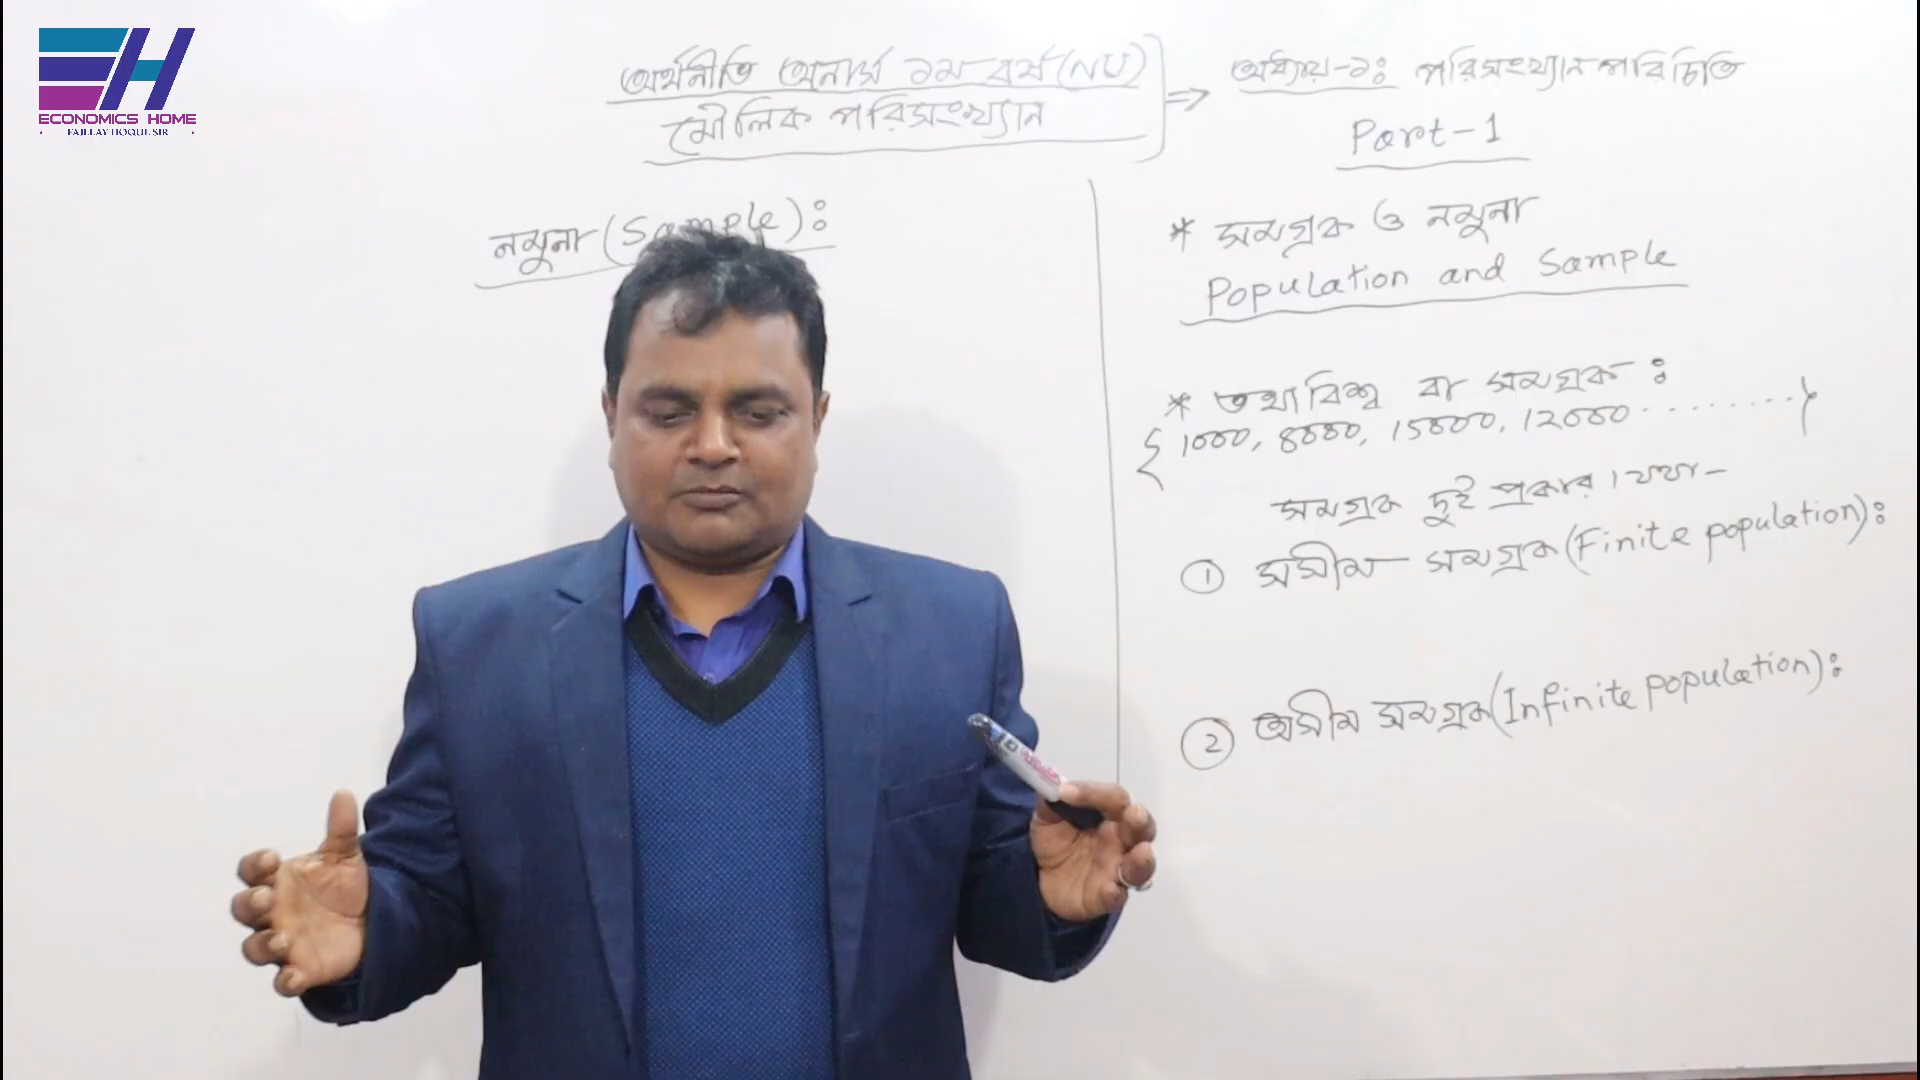 ECONOMICS HOME
FAJLLAY HOQUE SIR
অর্থনীতি অনার্স ১ম বর্ষ (NU)
মৌলিক পরিসংখ্যান
⇒ অধ্যায়-১ঃ পরিসংখ্যান পরিচিতি
Part-1
নমুনা (Sample):
* সমগ্রক ও নমুনা
Population and Sample
* তথ্যবিশ্ব বা সমগ্রক :
{ 1000, 8000, 15000, 12000 ......... }
সমগ্রক দুই প্রকার। যথা-
① সসীম সমগ্রক (Finite population):
② অসীম সমগ্রক (Infinite population):